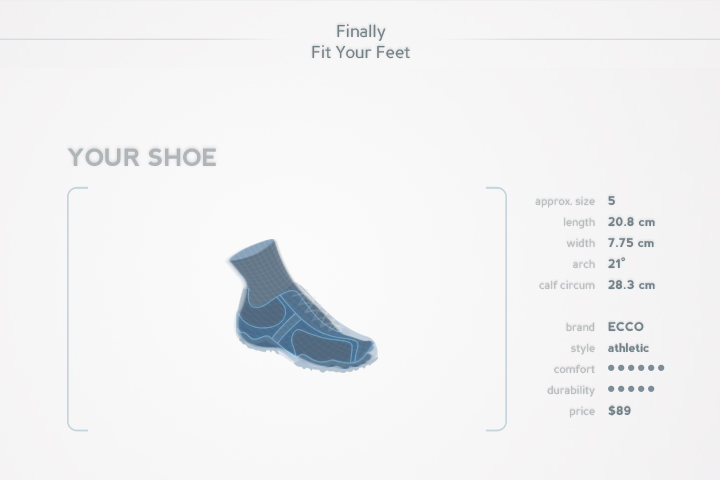 Finally
Fit Your Feet
YOUR SHOE
approx. size 5
length 20.8 cm
width 7.75 cm
arch 21°
calf circum 28.3 cm
brand ECCO
style athletic
comfort
durability
price $89